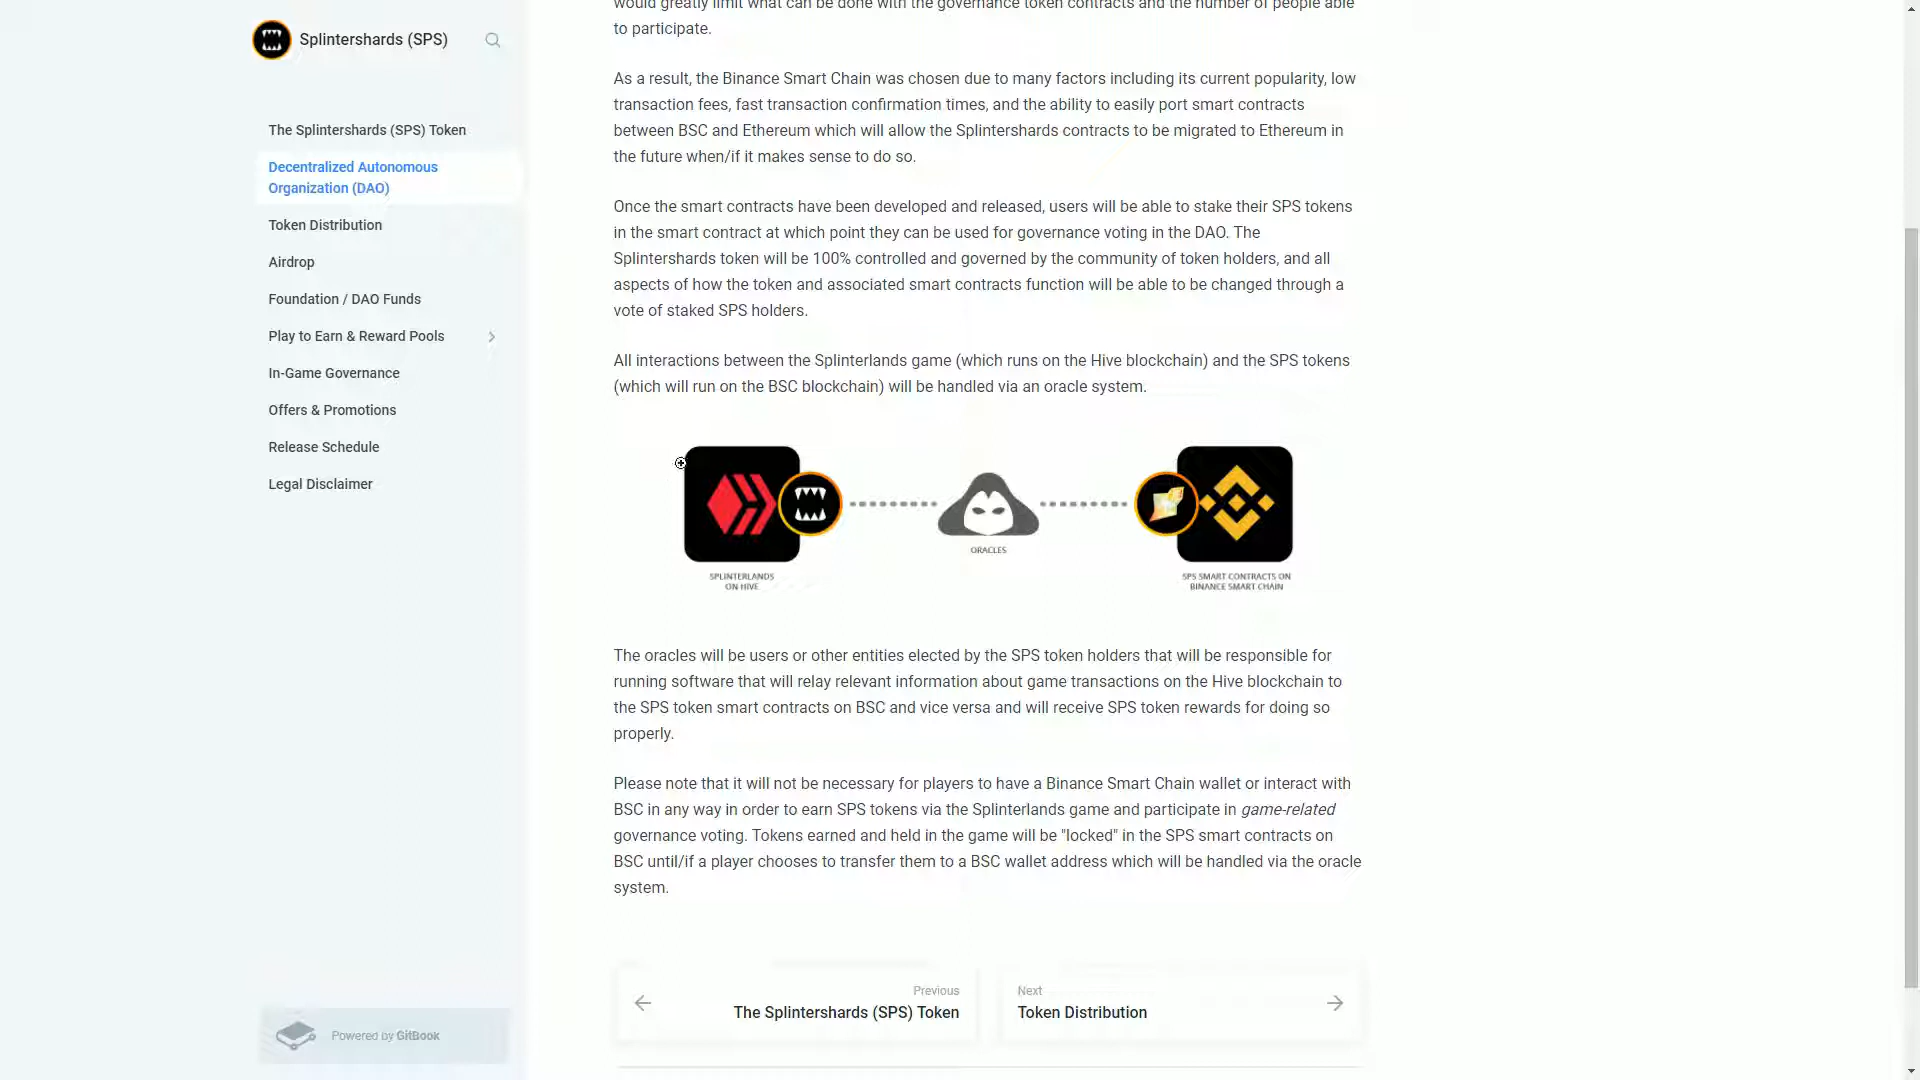 Splintershards (SPS)
The Splintershards (SPS) Token
Decentralized Autonomous
Organization (DAO)
Token Distribution
Airdrop
Foundation / DAO Funds
Play to Earn & Reward Pools
In-Game Governance
Offers & Promotions
Release Schedule
Legal Disclaimer
Powered by GitBook
would greatly limit what can be done with the governance token contracts and the number of people able
to participate.
As a result, the Binance Smart Chain was chosen due to many factors including its current popularity, low
transaction fees, fast transaction confirmation times, and the ability to easily port smart contracts
between BSC and Ethereum which will allow the Splintershards contracts to be migrated to Ethereum in
the future when/if it makes sense to do so.
Once the smart contracts have been developed and released, users will be able to stake their SPS tokens
in the smart contract at which point they can be used for governance voting in the DAO. The
Splintershards token will be 100% controlled and governed by the community of token holders, and all
aspects of how the token and associated smart contracts function will be able to be changed through a
vote of staked SPS holders.
All interactions between the Splinterlands game (which runs on the Hive blockchain) and the SPS tokens
(which will run on the BSC blockchain) will be handled via an oracle system.
SPLINTERLANDS
ON HIVE
ORACLES
SPS SMART CONTRACTS ON
BINANCE SMART CHAIN
The oracles will be users or other entities elected by the SPS token holders that will be responsible for
running software that will relay relevant information about game transactions on the Hive blockchain to
the SPS token smart contracts on BSC and vice versa and will receive SPS token rewards for doing so
properly.
Please note that it will not be necessary for players to have a Binance Smart Chain wallet or interact with
BSC in any way in order to earn SPS tokens via the Splinterlands game and participate in game-related
governance voting. Tokens earned and held in the game will be "locked" in the SPS smart contracts on
BSC until/if a player chooses to transfer them to a BSC wallet address which will be handled via the oracle
system.
Previous
The Splintershards (SPS) Token
Next
Token Distribution